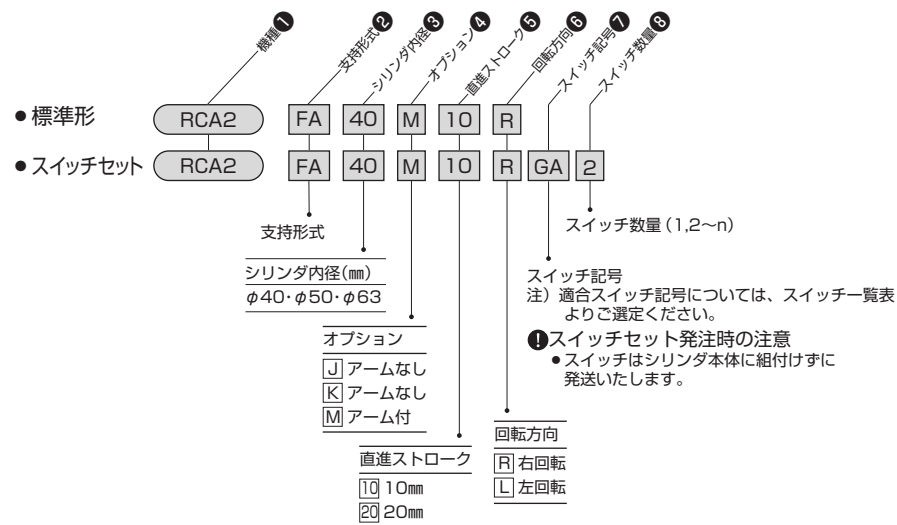 機種❶
支持形式❷
シリンダ内径❸
オプション❹
直進ストローク❺
回転方向❻
スイッチ記号❼
スイッチ数量❽
●標準形 RCA2 FA 40 M 10 R
●スイッチセット RCA2 FA 40 M 10 R GA 2
支持形式
シリンダ内径(㎜)
φ40・φ50・φ63
オプション
J アームなし
K アームなし
M アーム付
直進ストローク
10 10㎜
20 20㎜
回転方向
R 右回転
L 左回転
スイッチ数量(1,2〜n)
スイッチ記号
注)適合スイッチ記号については、スイッチ一覧表
よりご選定ください。
!スイッチセット発注時の注意
●スイッチはシリンダ本体に組付けずに
発送いたします。